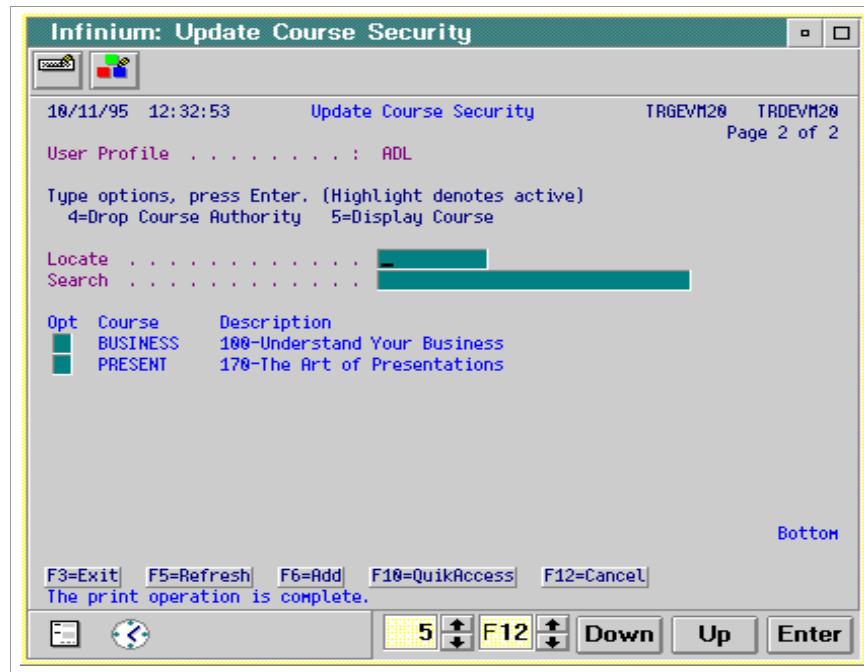 Infinium: Update Course Security
10/11/95 12:32:53 Update Course Security TRGEVM20 TRDEVM20
Page 2 of 2
User Profile . . . . . . . . : ADL
Type options, press Enter. (Highlight denotes active)
4=Drop Course Authority 5=Display Course
Locate . . . . . . . . . . . .
Search . . . . . . . . . . . .
Opt Course Description
BUSINESS 100-Understand Your Business
PRESENT 170-The Art of Presentations
Bottom
F3=Exit F5=Refresh F6=Add F10=QuikAccess F12=Cancel
The print operation is complete.
5 F12 Down Up Enter